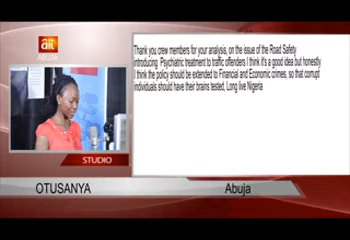 ait
ABUJA
Thank you crew members for your analysis, on the issue of the Road Safety
introducing Psychiatric treatment to traffic offenders I think it's a good idea but honestly
I think the policy should be extended to Financial and Economic crimes, so that corrupt
individuals should have their brains tested, Long live Nigeria
STUDIO
OTUSANYA Abuja